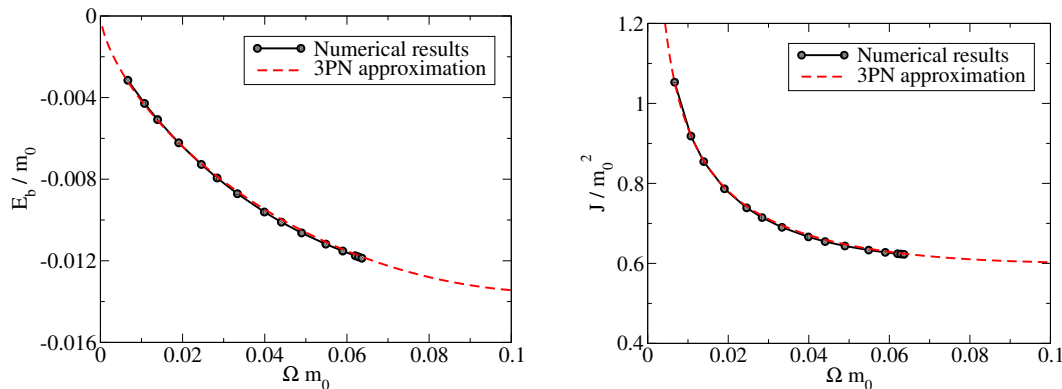 0
-0.004
-0.008
-0.012
-0.016
E_b / m_0
0 0.02 0.04 0.06 0.08 0.1
Ω m_0
Numerical results
3PN approximation
1.2
1
0.8
0.6
0.4
J / m_0^2
0 0.02 0.04 0.06 0.08 0.1
Ω m_0
Numerical results
3PN approximation